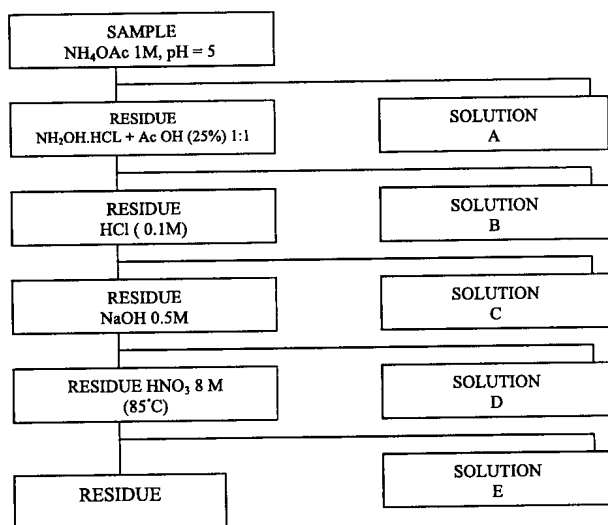 SAMPLE
NH₄OAc 1M, pH = 5
RESIDUE
NH₂OH.HCL + Ac OH (25%) 1:1
SOLUTION
A
RESIDUE
HCl ( 0.1M)
SOLUTION
B
RESIDUE
NaOH 0.5M
SOLUTION
C
RESIDUE HNO₃ 8 M
(85°C)
SOLUTION
D
RESIDUE
SOLUTION
E